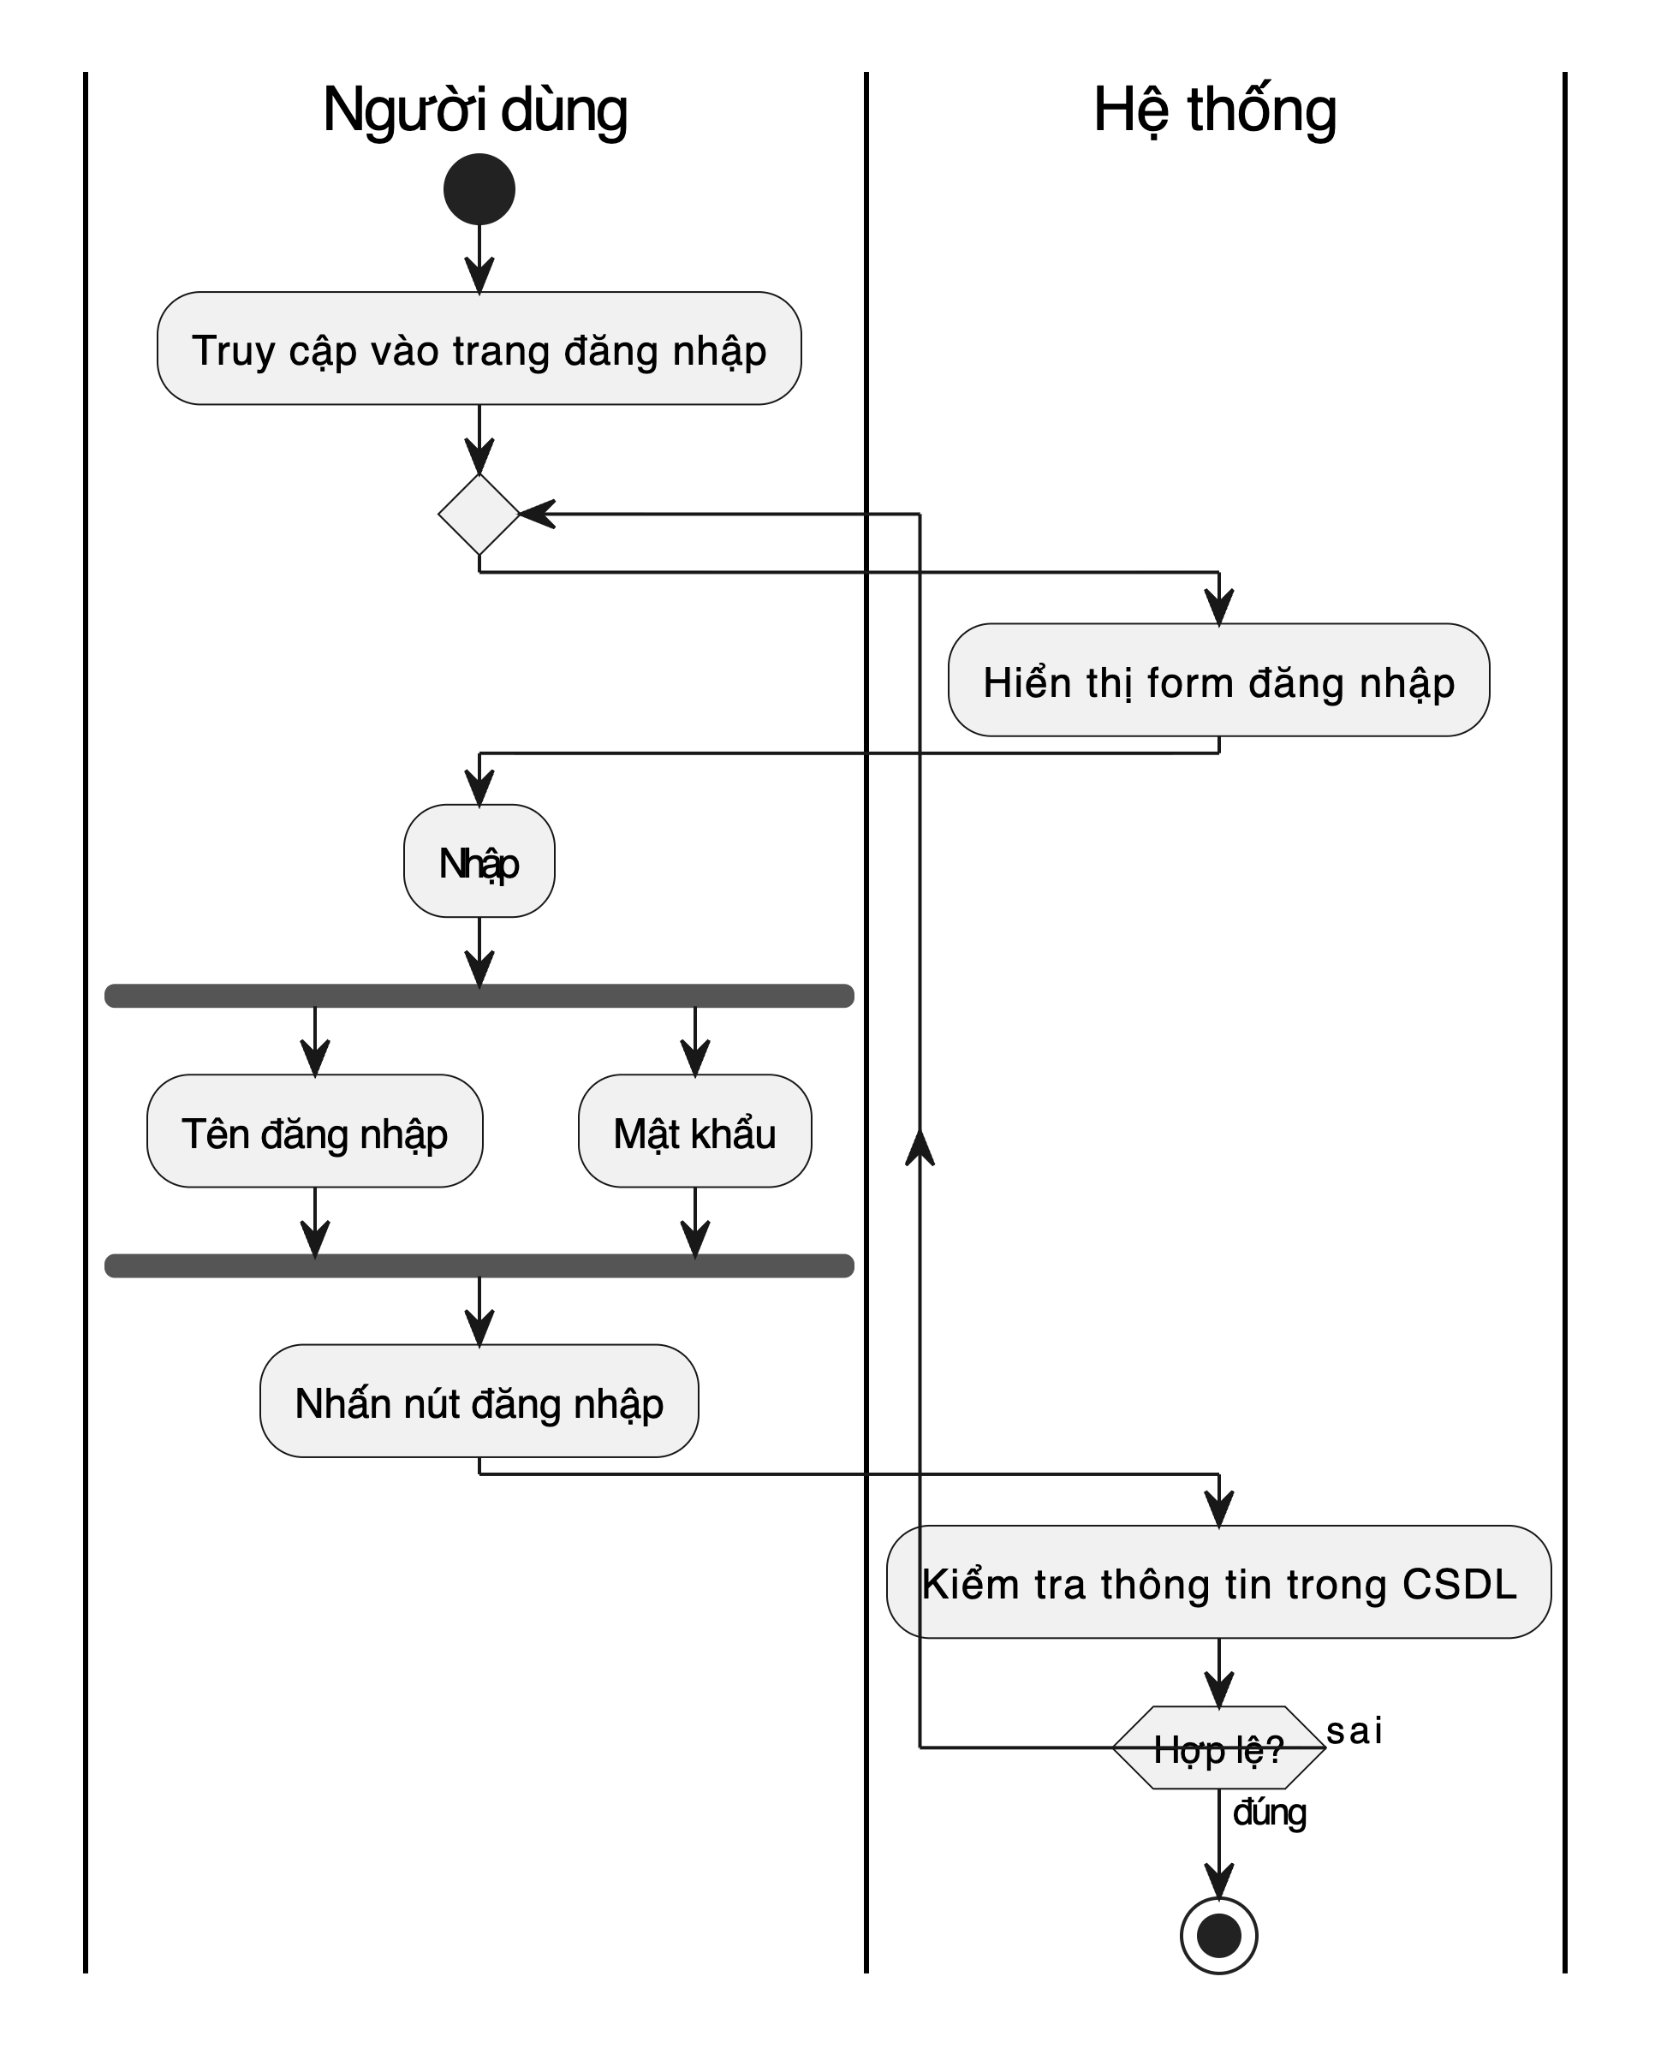 Người dùng
Hệ thống
Truy cập vào trang đăng nhập
Hiển thị form đăng nhập
Nhập
Tên đăng nhập
Mật khẩu
Nhấn nút đăng nhập
Kiểm tra thông tin trong CSDL
Hợp lệ?
sai
đúng